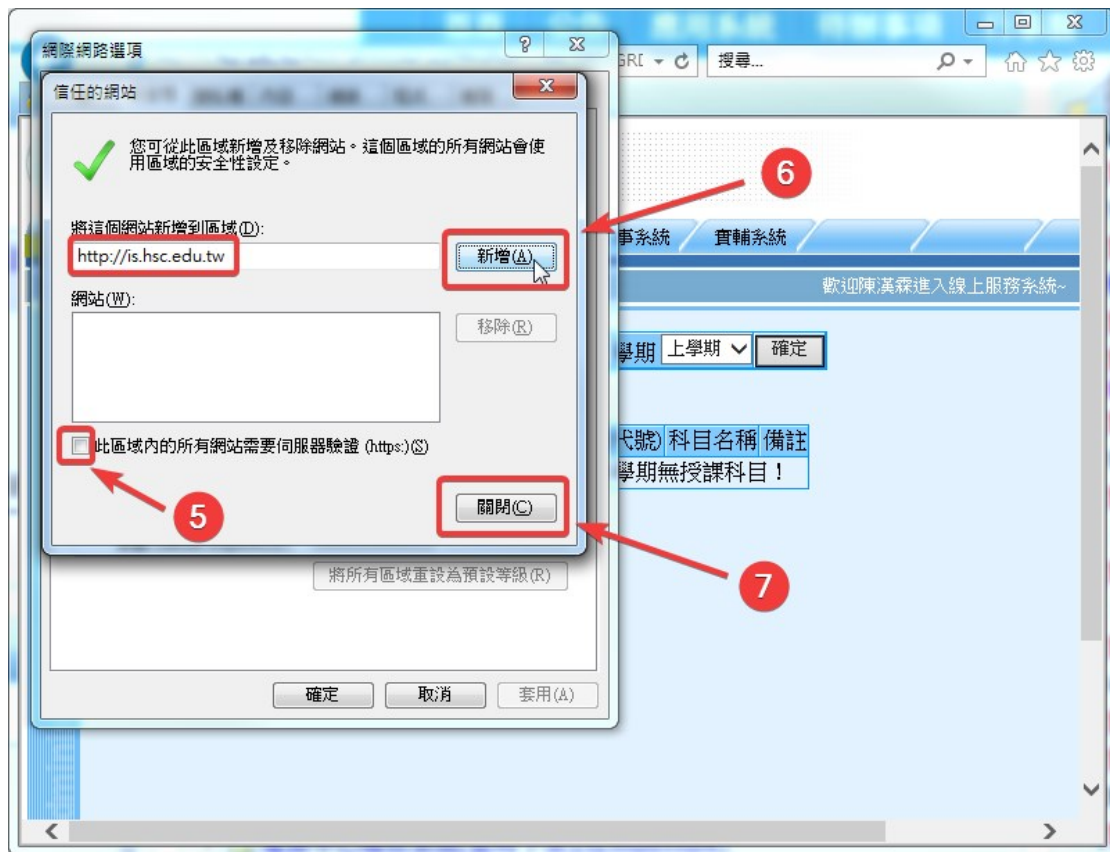 網際網路選項
GRI
搜尋...
信任的網站
您可從此區域新增及移除網站。這個區域的所有網站會使
用區域的安全性設定。
6
將這個網站新增到區域(D):
http://is.hsc.edu.tw
新增(A)
事系統
實輔系統
歡迎陳漢霖進入線上服務系統~
網站(W):
移除(R)
學期
上學期
確定
代號)
科目名稱
備註
此區域內的所有網站需要伺服器驗證 (https:)(S)
學期無授課科目！
5
關閉(C)
將所有區域重設為預設等級(R)
7
確定
取消
套用(A)